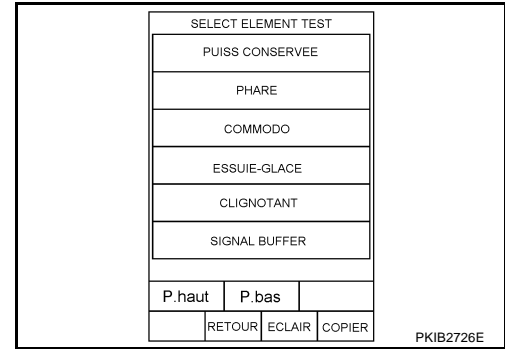 SELECT ELEMENT TEST
PUISS CONSERVEE
PHARE
COMMODO
ESSUIE-GLACE
CLIGNOTANT
SIGNAL BUFFER
P.haut P.bas
RETOUR ECLAIR COPIER
PKIB2726E